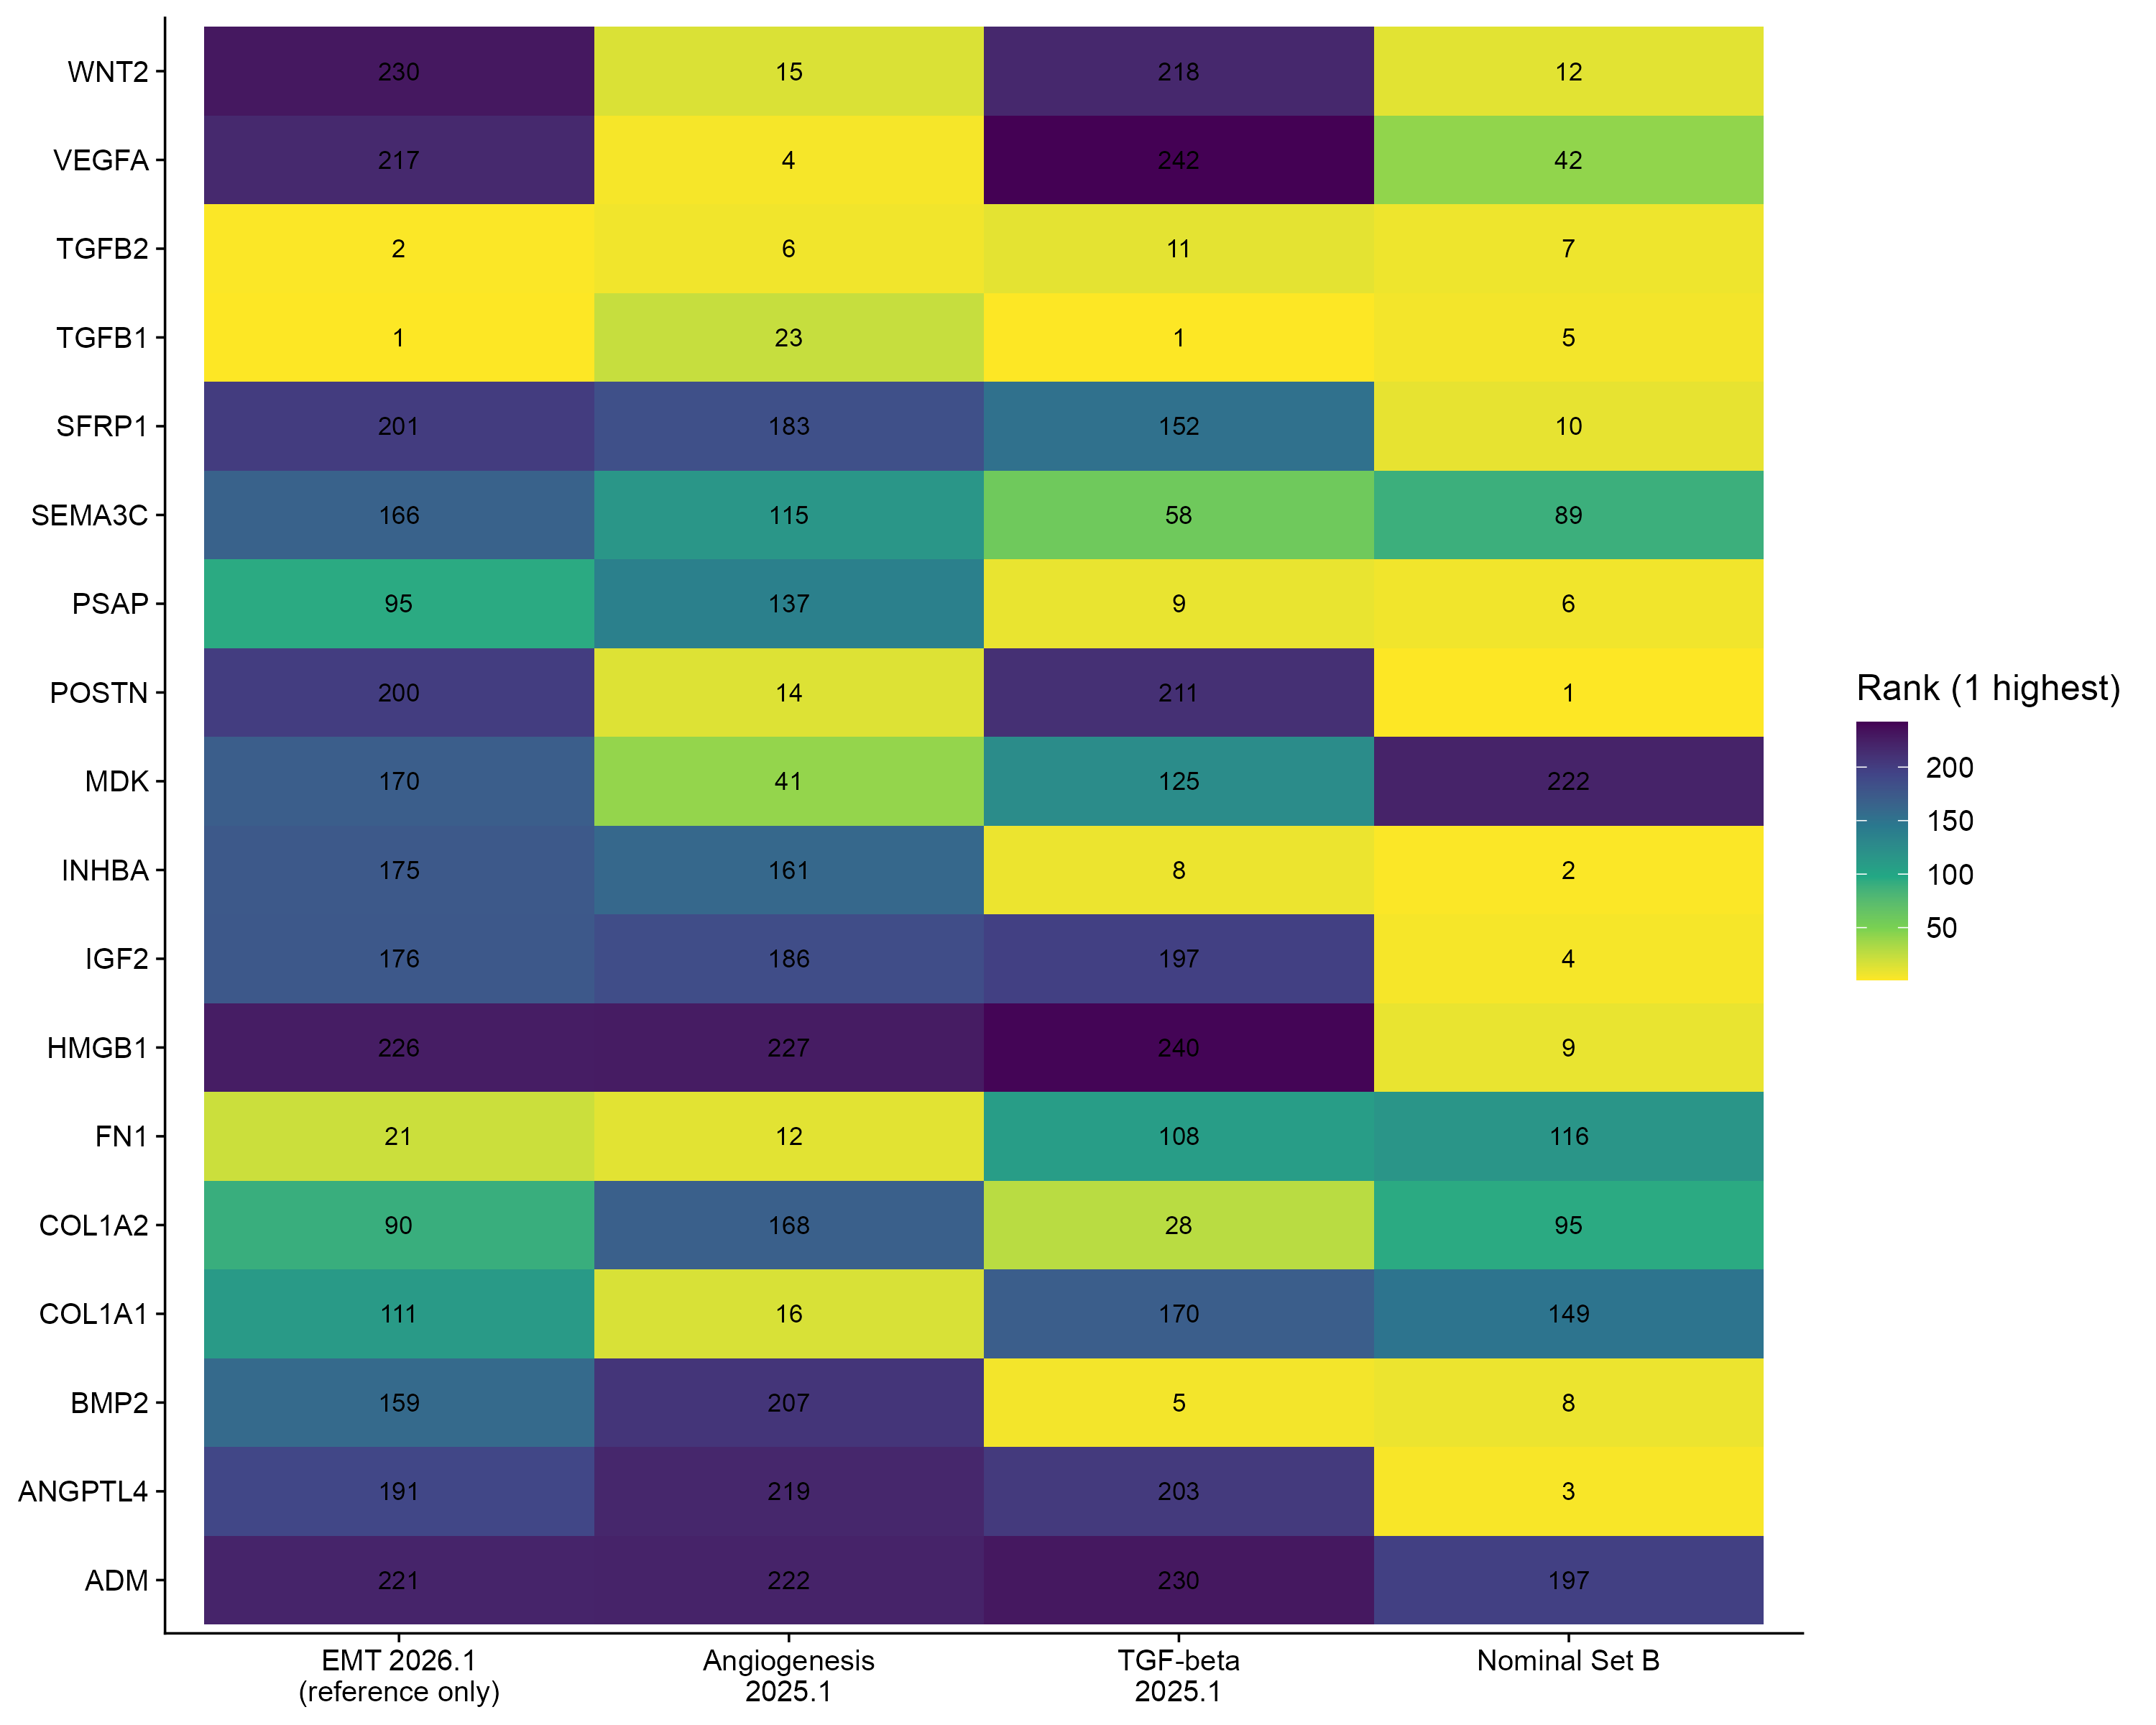 WNT2 230 15 218 12
VEGFA 217 4 242 42
TGFB2 2 6 11 7
TGFB1 1 23 1 5
SFRP1 201 183 152 10
SEMA3C 166 115 58 89
PSAP 95 137 9 6
POSTN 200 14 211 1
MDK 170 41 125 222
INHBA 175 161 8 2
IGF2 176 186 197 4
HMGB1 226 227 240 9
FN1 21 12 108 116
COL1A2 90 168 28 95
COL1A1 111 16 170 149
BMP2 159 207 5 8
ANGPTL4 191 219 203 3
ADM 221 222 230 197
EMT 2026.1 Angiogenesis TGF-beta Nominal Set B
(reference only) 2025.1 2025.1
Rank (1 highest)
200
150
100
50